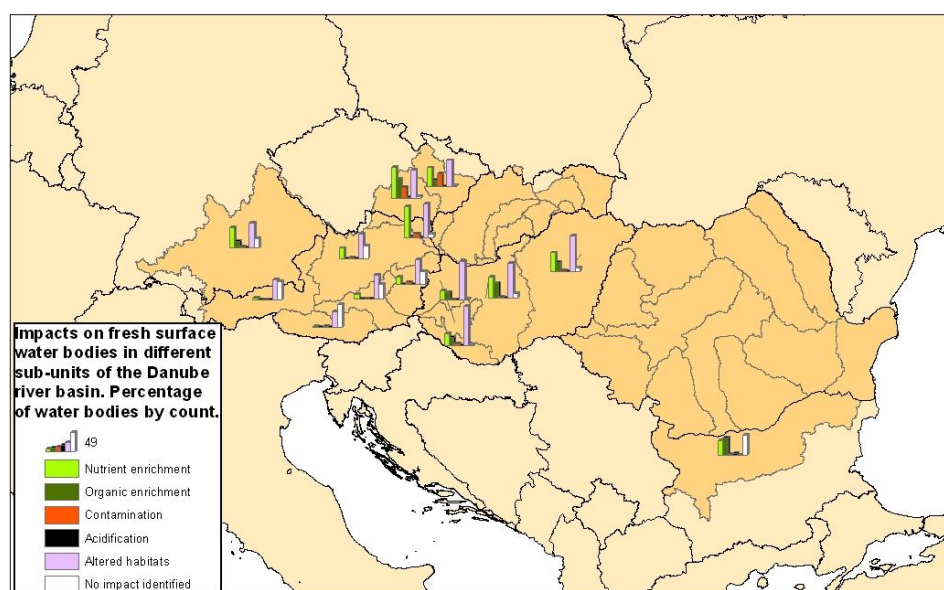 Impacts on fresh surface
water bodies in different
sub-units of the Danube
river basin. Percentage
of water bodies by count.
49
Nutrient enrichment
Organic enrichment
Contamination
Acidification
Altered habitats
No impact identified